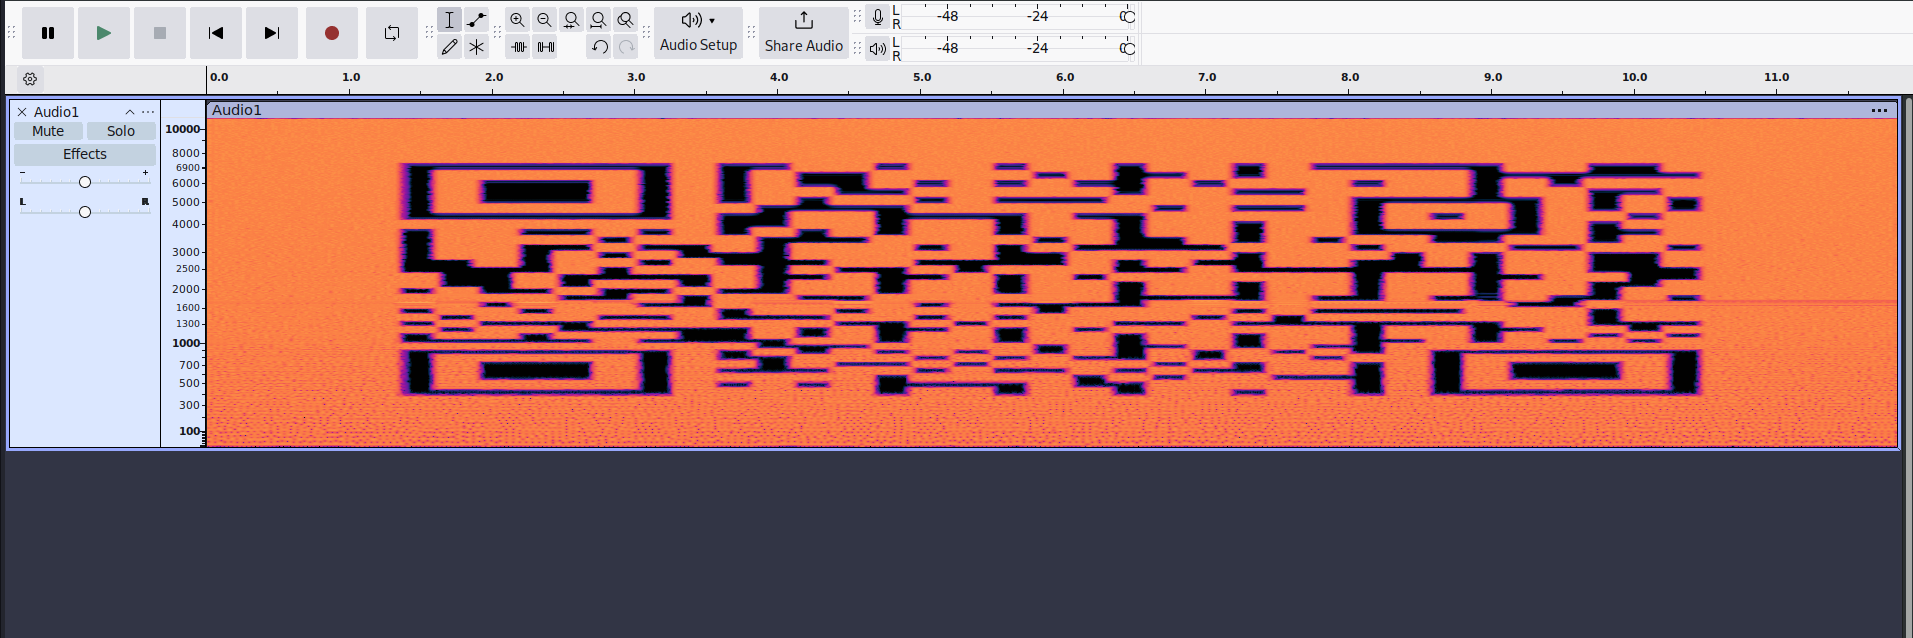 Audio Setup
Share Audio
L
R
-48 -24 0
L
R
-48 -24 0
0.0 1.0 2.0 3.0 4.0 5.0 6.0 7.0 8.0 9.0 10.0 11.0
Audio1
Mute Solo
Effects
- +
L R
Audio1
10000
8000
6900
6000
5000
4000
3000
2500
2000
1600
1300
1000
700
500
300
100